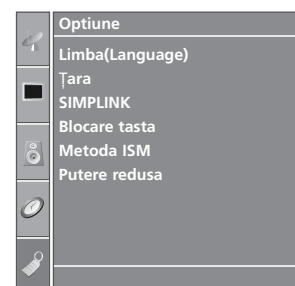 Optiune
Limba(Language)
Țara
SIMPLINK
Blocare tasta
Metoda ISM
Putere redusa